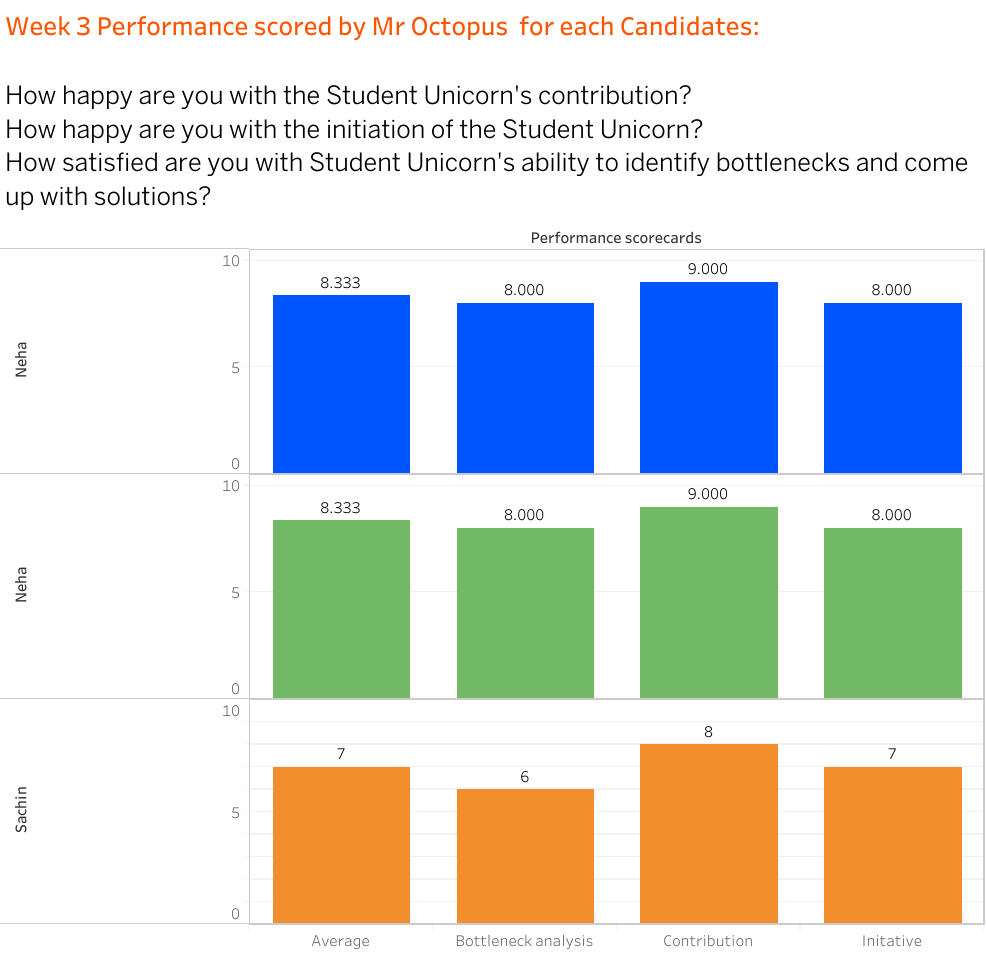 Week 3 Performance scored by Mr Octopus  for each Candidates:
How happy are you with the Student Unicorn's contribution?
How happy are you with the initiation of the Student Unicorn?
How satisfied are you with Student Unicorn's ability to identify bottlenecks and come
up with solutions?
Performance scorecards
Neha
10
5
0
8.333
8.000
9.000
8.000
Neha
10
5
0
8.333
8.000
9.000
8.000
Sachin
10
5
0
7
6
8
7
Average
Bottleneck analysis
Contribution
Initative